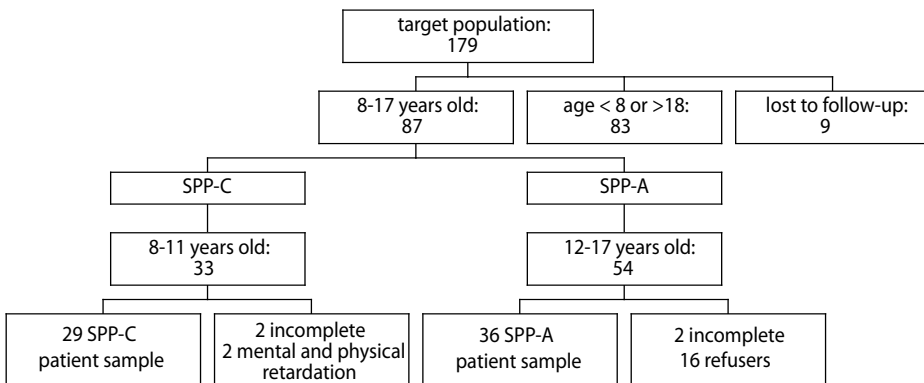 target population:
179
8-17 years old:
87
age < 8 or >18:
83
lost to follow-up:
9
SPP-C
SPP-A
8-11 years old:
33
12-17 years old:
54
29 SPP-C
patient sample
2 incomplete
2 mental and physical
retardation
36 SPP-A
patient sample
2 incomplete
16 refusers